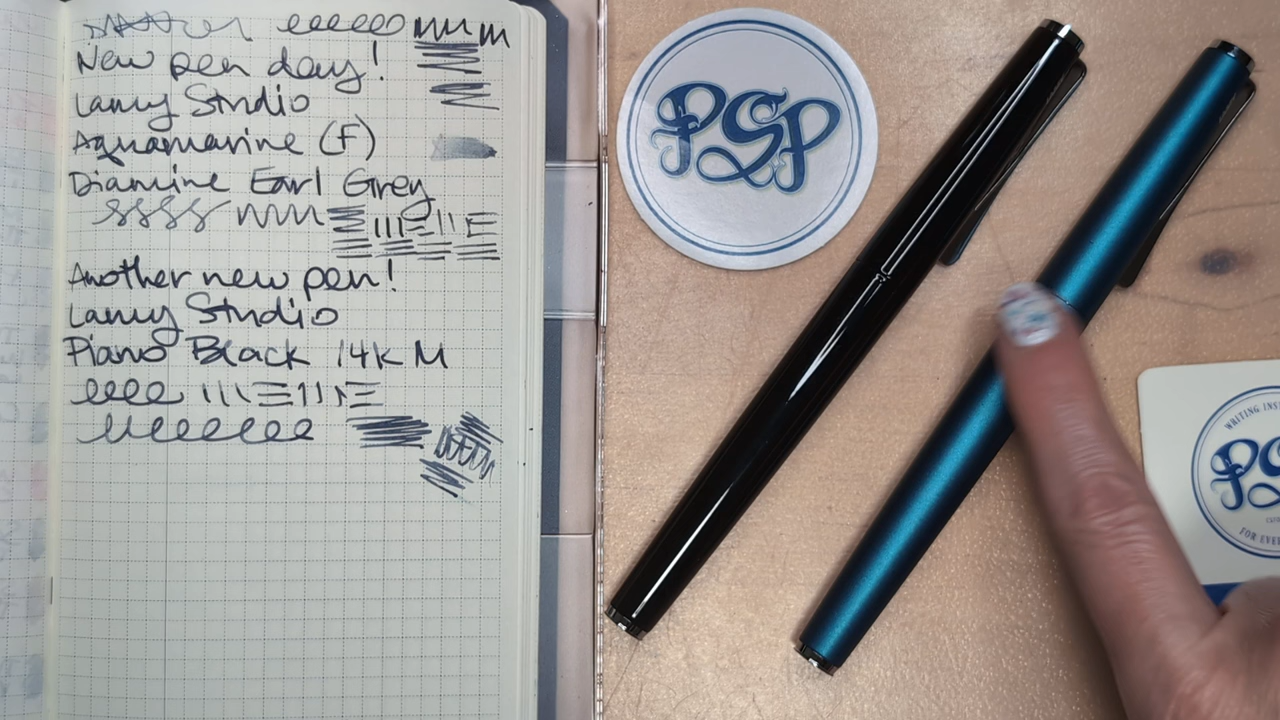 New pen day!
Lamy Studio
Aquamarine (F)
Diamine Earl Grey
Another new pen!
Lamy Studio
Piano Black 14K M
PSP
WRITING INS
PS
FOR EVE